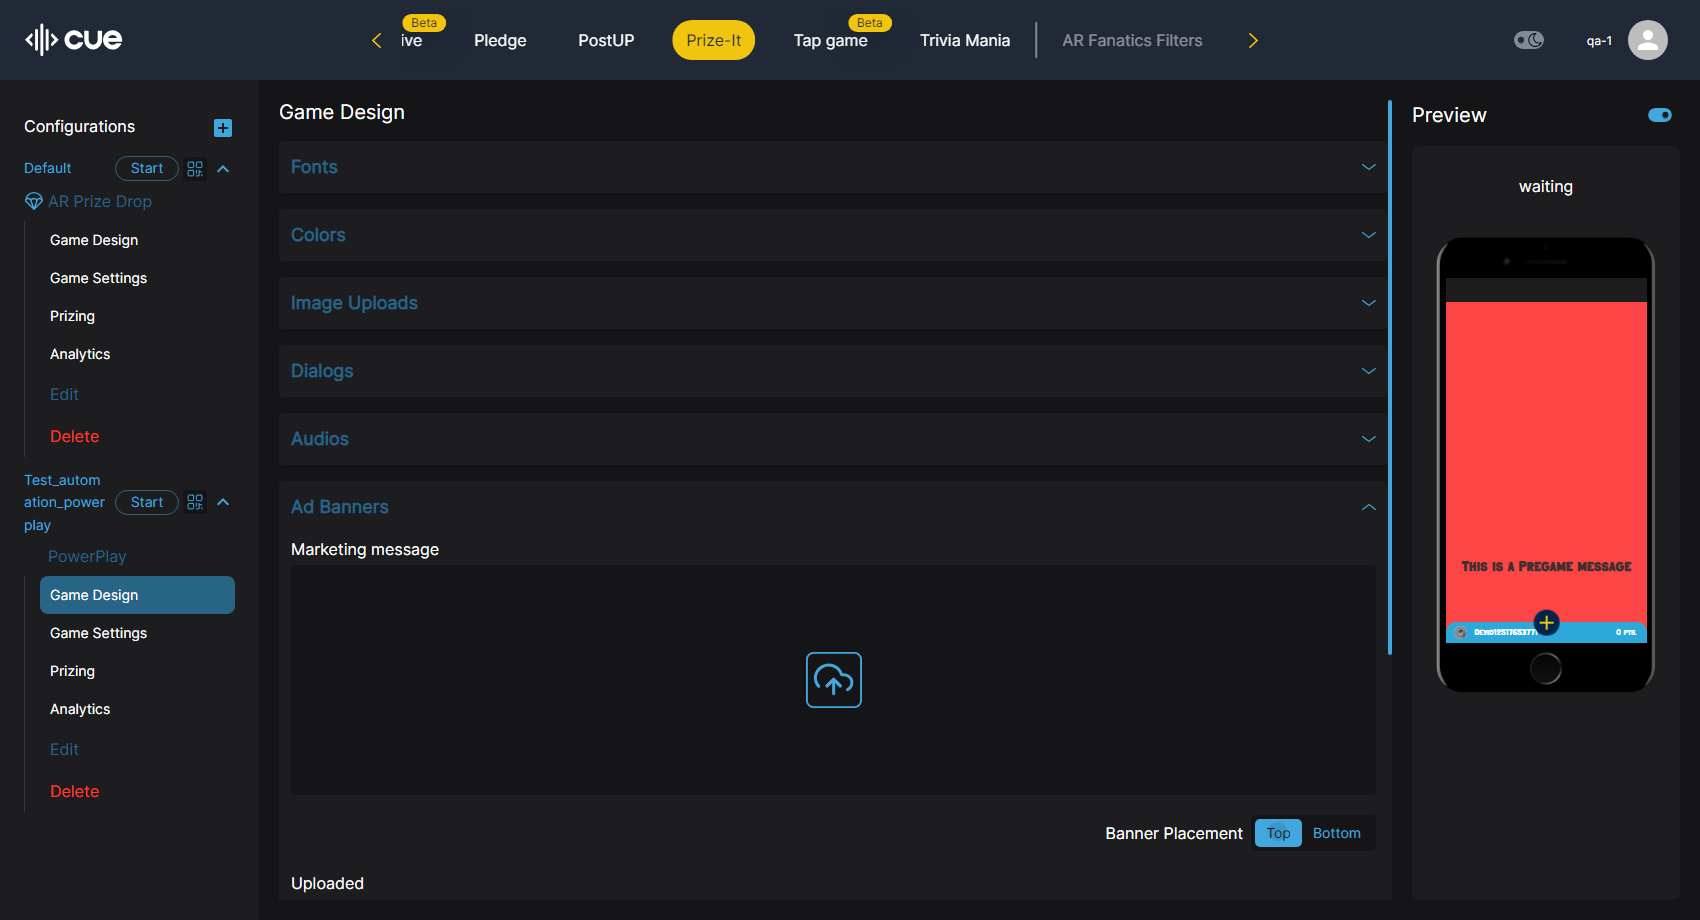 cue
Beta
ive
Pledge
PostUP
Prize-It
Beta
Tap game
Trivia Mania
AR Fanatics Filters
qa-1
Configurations
Default
Start
AR Prize Drop
Game Design
Game Settings
Prizing
Analytics
Edit
Delete
Test_autom
ation_power
play
Start
PowerPlay
Game Design
Game Settings
Prizing
Analytics
Edit
Delete
Game Design
Fonts
Colors
Image Uploads
Dialogs
Audios
Ad Banners
Marketing message
Banner Placement
Top
Bottom
Uploaded
Preview
waiting
This is a Pregame message
0 pts.